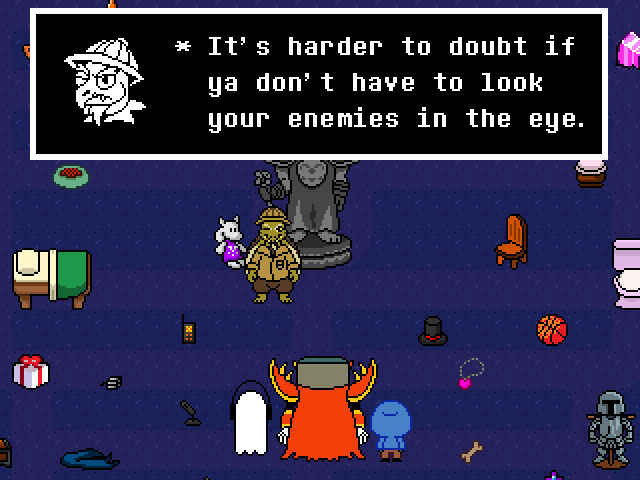 * It's harder to doubt if
ya don't have to look
your enemies in the eye.